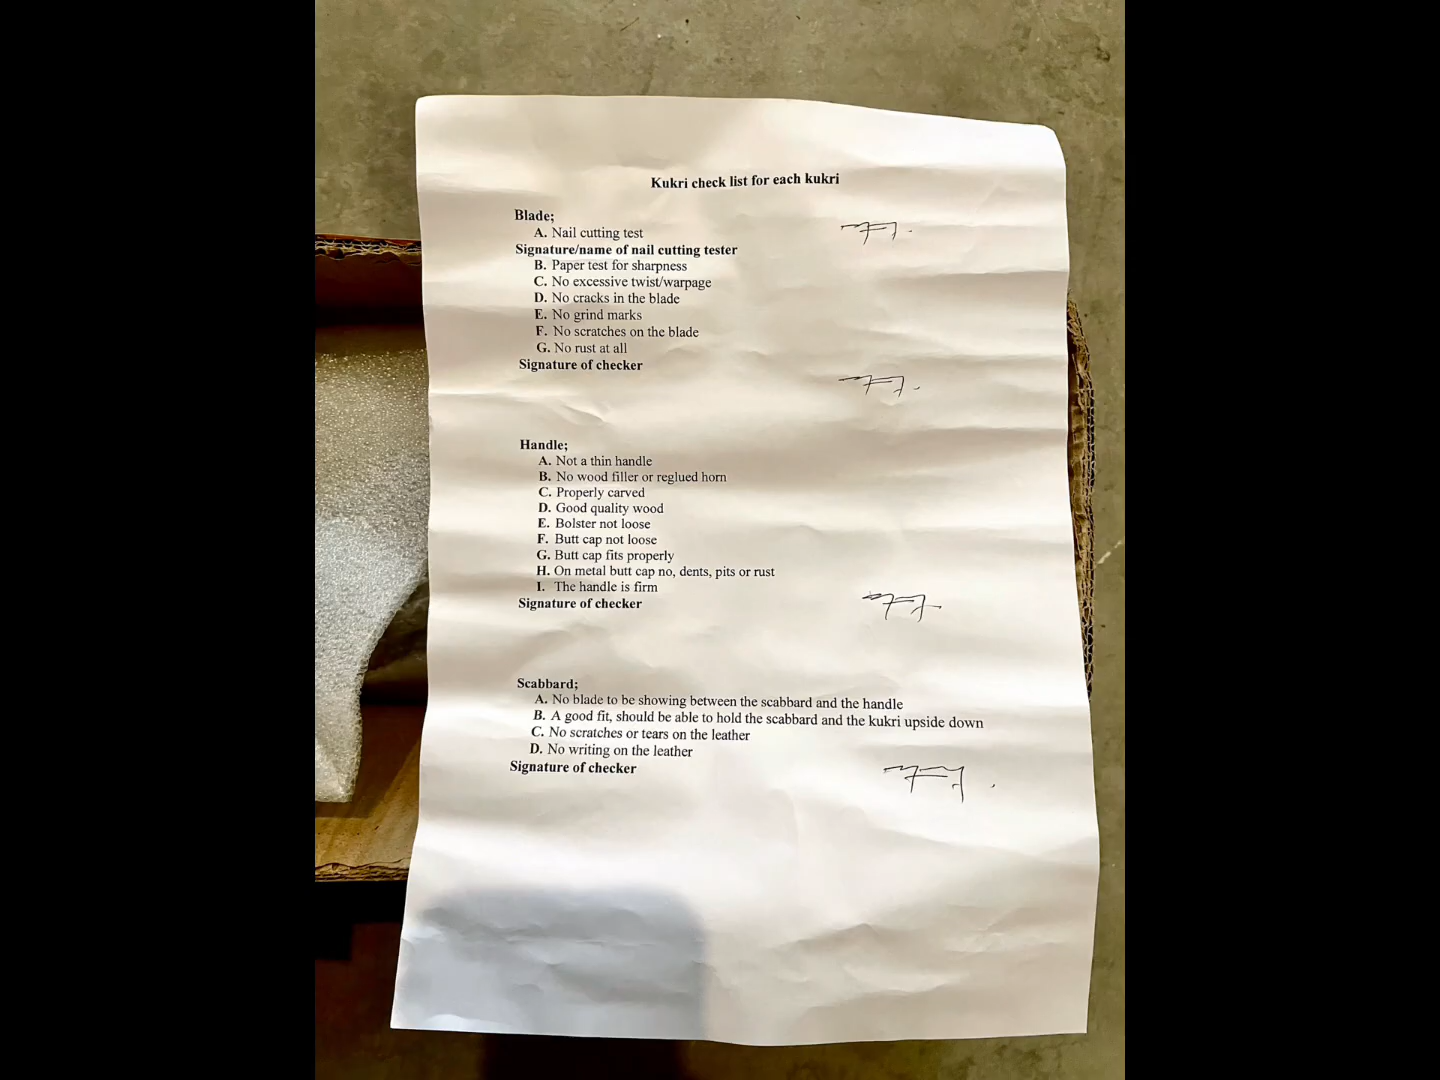 Kukri check list for each kukri
Blade;
A. Nail cutting test
Signature/name of nail cutting tester
B. Paper test for sharpness
C. No excessive twist/warpage
D. No cracks in the blade
E. No grind marks
F. No scratches on the blade
G. No rust at all
Signature of checker
Handle;
A. Not a thin handle
B. No wood filler or reglued horn
C. Properly carved
D. Good quality wood
E. Bolster not loose
F. Butt cap not loose
G. Butt cap fits properly
H. On metal butt cap no, dents, pits or rust
I. The handle is firm
Signature of checker
Scabbard;
A. No blade to be showing between the scabbard and the handle
B. A good fit, should be able to hold the scabbard and the kukri upside down
C. No scratches or tears on the leather
D. No writing on the leather
Signature of checker